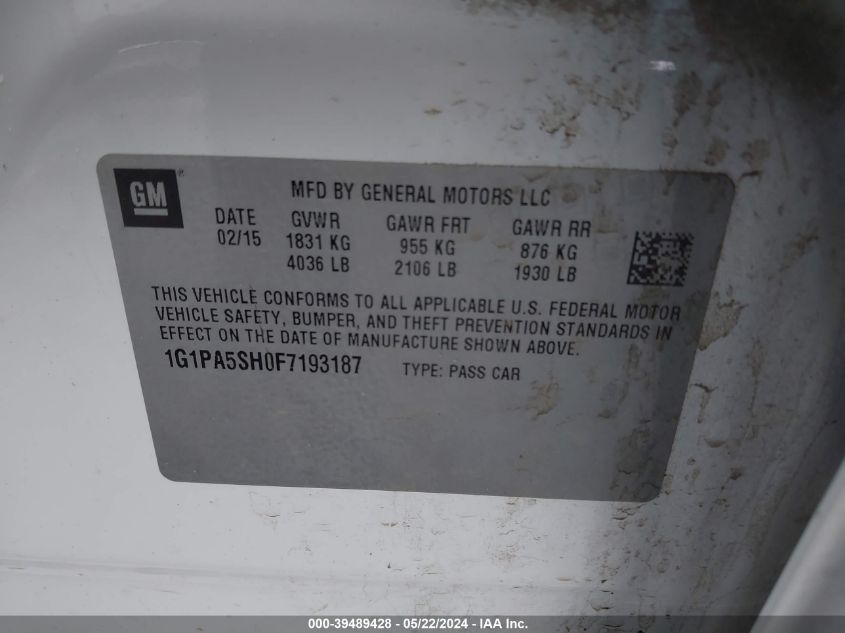 GM
MFD BY GENERAL MOTORS LLC
DATE GVWR GAWR FRT GAWR RR
02/15 1831 KG 955 KG 876 KG
4036 LB 2106 LB 1930 LB
THIS VEHICLE CONFORMS TO ALL APPLICABLE U.S. FEDERAL MOTOR
VEHICLE SAFETY, BUMPER, AND THEFT PREVENTION STANDARDS IN
EFFECT ON THE DATE OF MANUFACTURE SHOWN ABOVE.
1G1PA5SH0F7193187 TYPE: PASS CAR
000-39489428 - 05/22/2024 - IAA Inc.